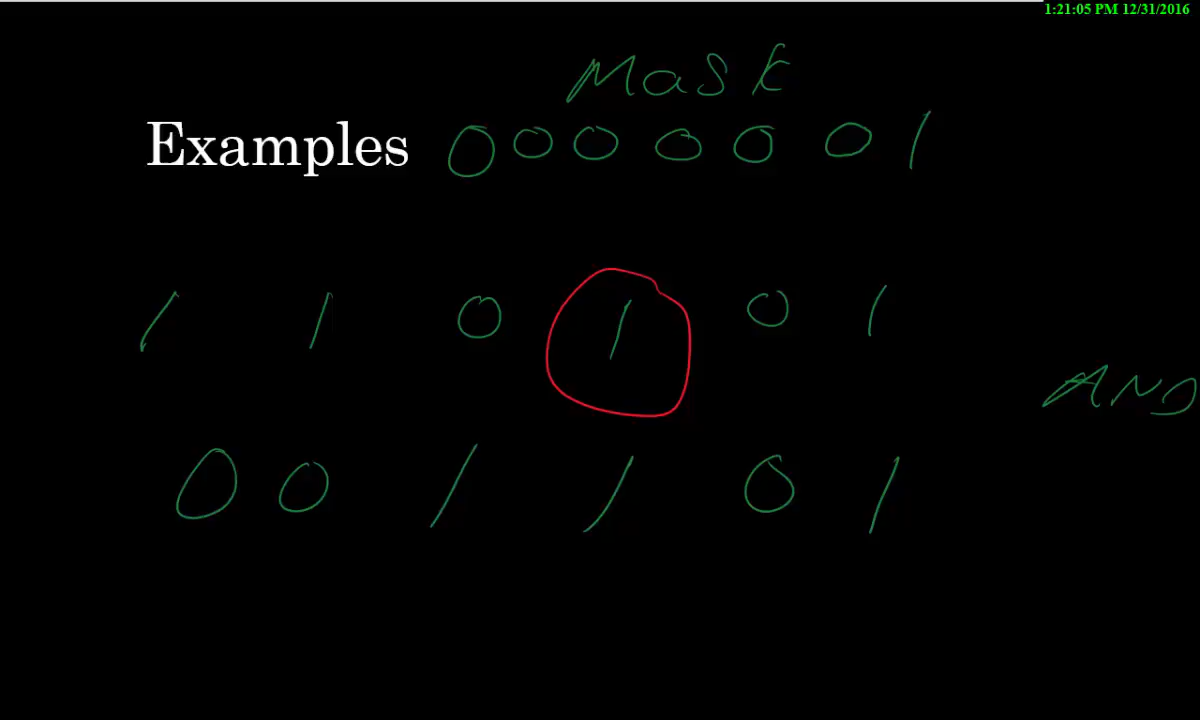 1:21:05 PM 12/31/2016
Mask
Examples 0 0 0 0 0 0 1
1 1 0 1 0 1
AND
0 0 1 1 0 1